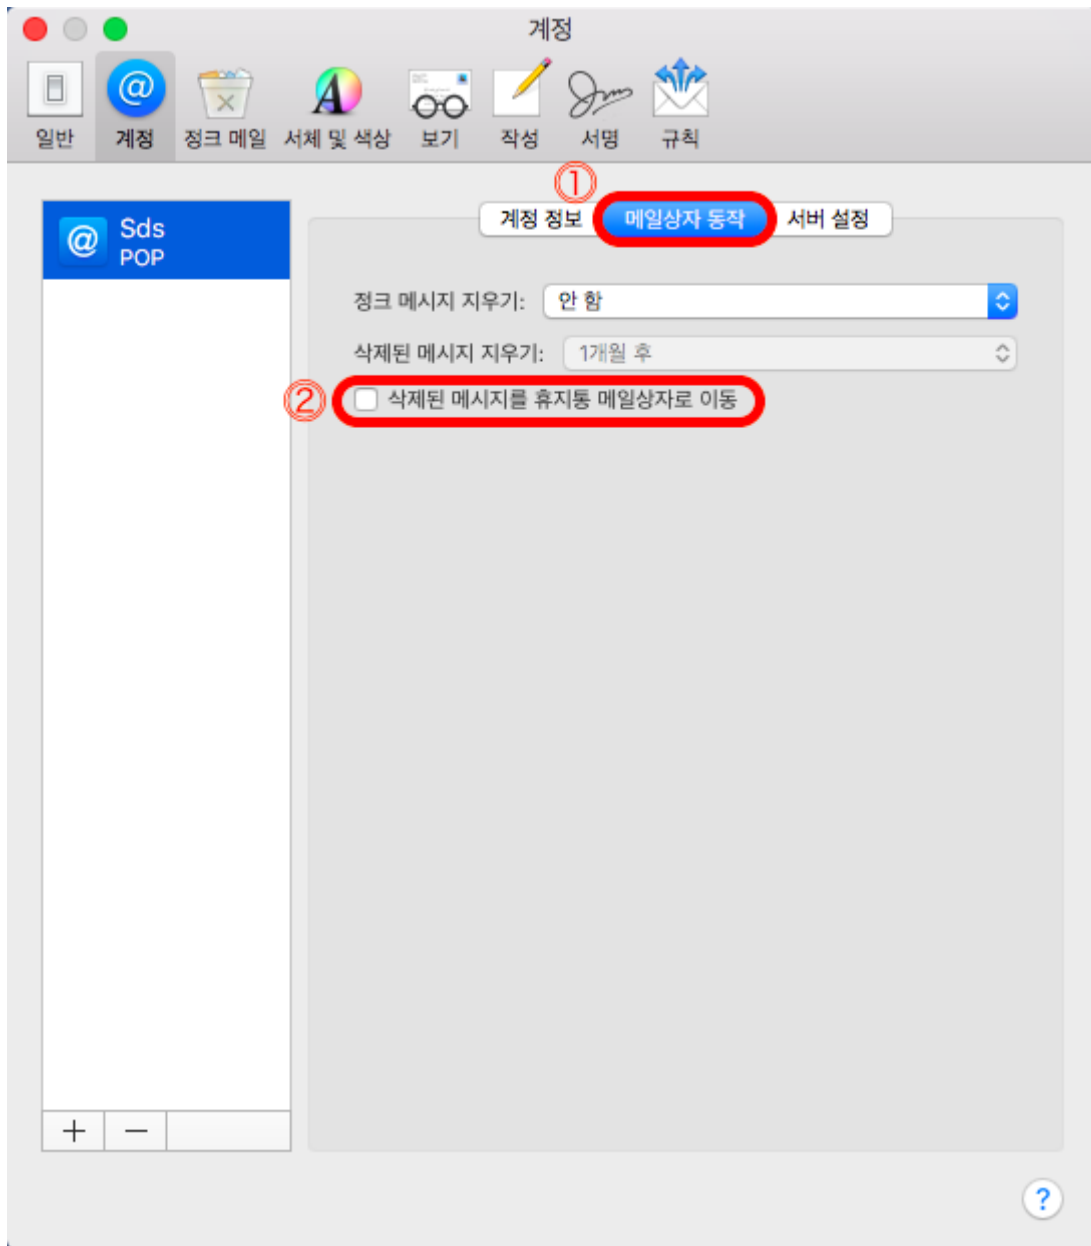 계정
일반 계정 정크 메일 서체 및 색상 보기 작성 서명 규칙
①
계정 정보 메일상자 동작 서버 설정
Sds
POP
정크 메시지 지우기: 안 함
삭제된 메시지 지우기: 1개월 후
② 삭제된 메시지를 휴지통 메일상자로 이동
+ −
?